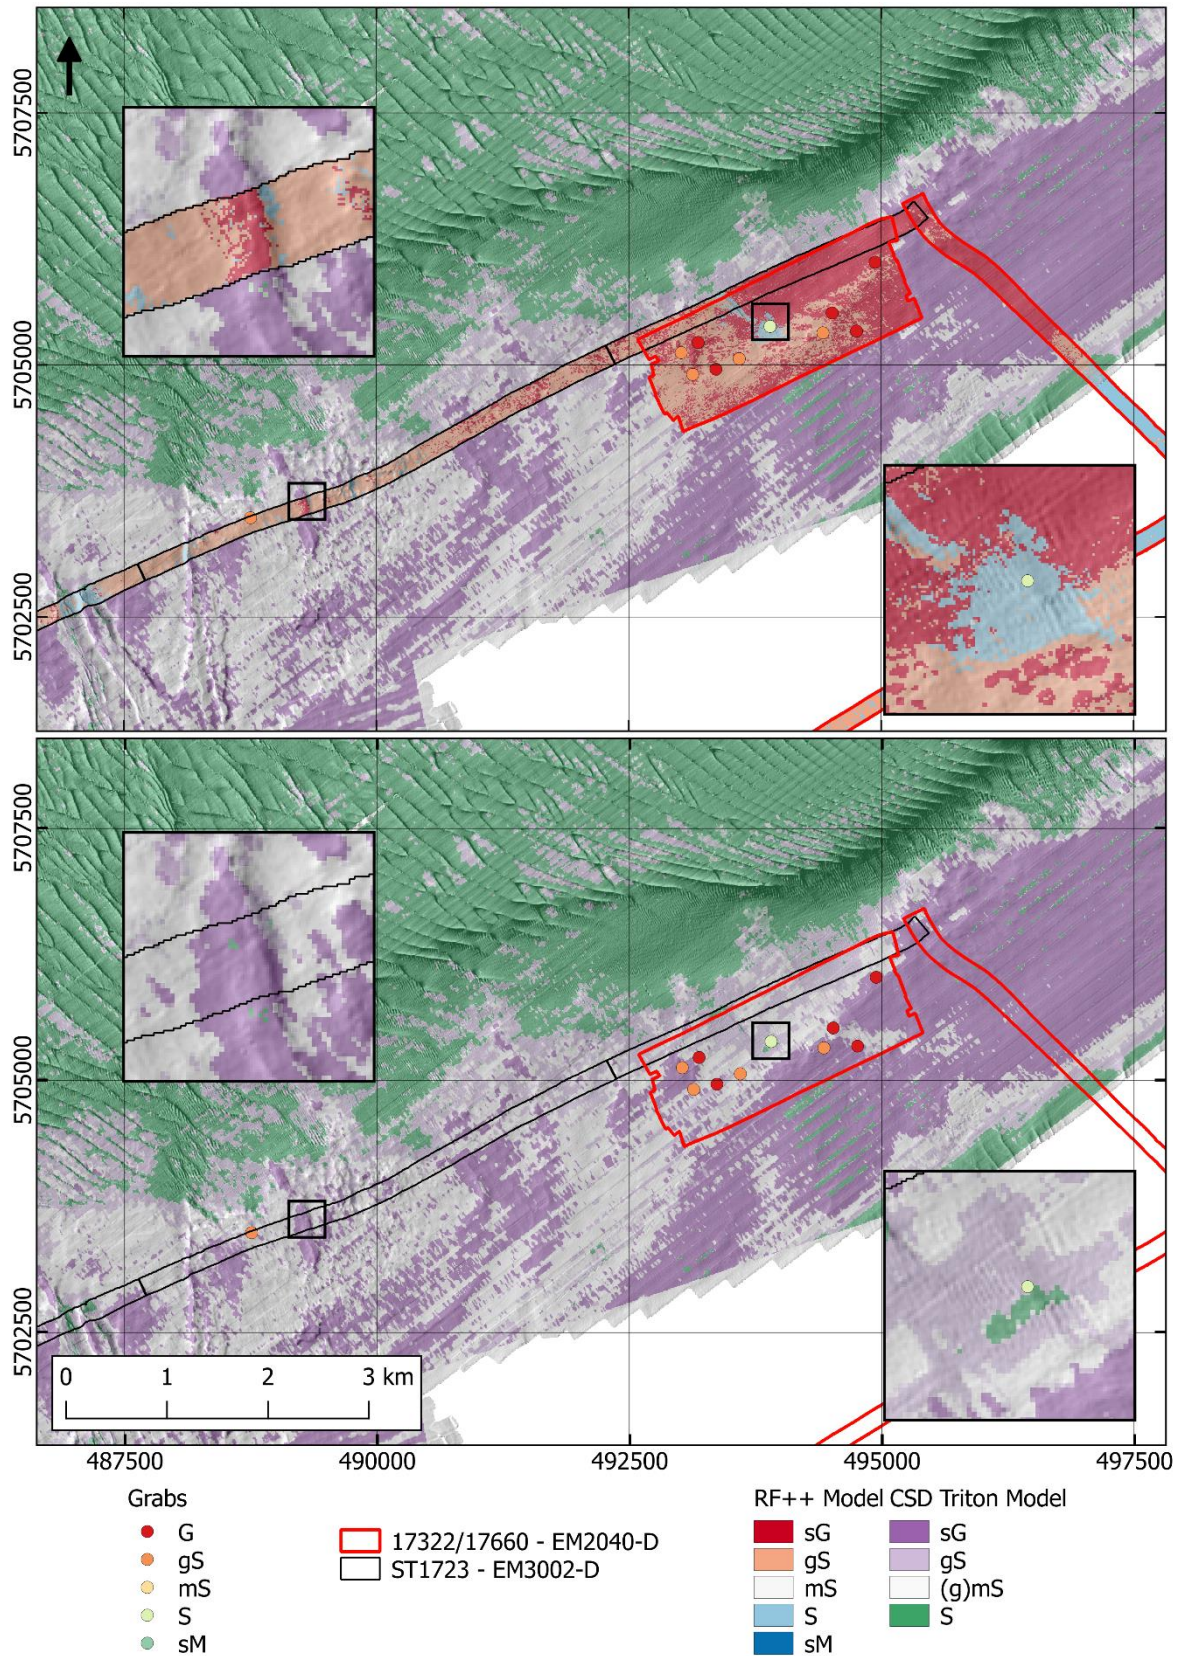 5707500
5705000
5702500
5707500
5705000
5702500
0 1 2 3 km
487500 490000 492500 495000 497500
Grabs
G
gS
mS
S
sM
17322/17660 - EM2040-D
ST1723 - EM3002-D
RF++ Model CSD Triton Model
sG sG
gS gS
mS (g)mS
S S
sM